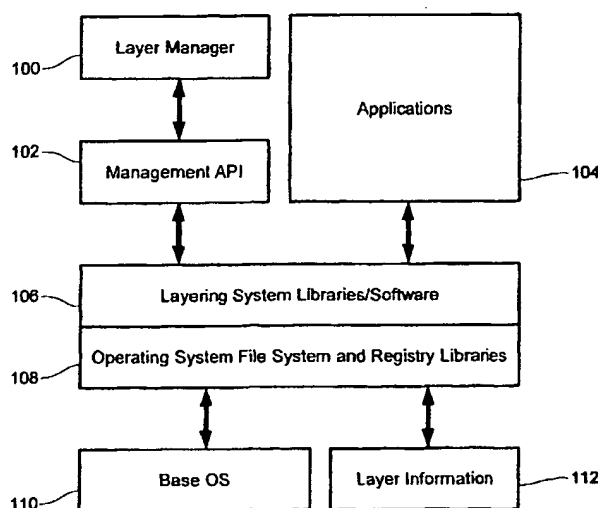 Layer Manager
100
Applications
102
Management API
104
106
Layering System Libraries/Software
Operating System File System and Registry Libraries
108
Base OS
Layer Information
112
110